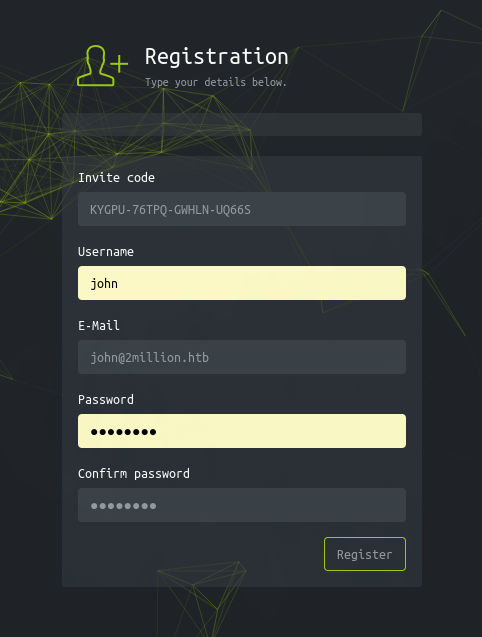 Registration
Type your details below.
Invite code
KYGPU-76TPQ-GWHLN-UQ66S
Username
john
E-Mail
john@2million.htb
Password
●●●●●●●●
Confirm password
●●●●●●●●
Register